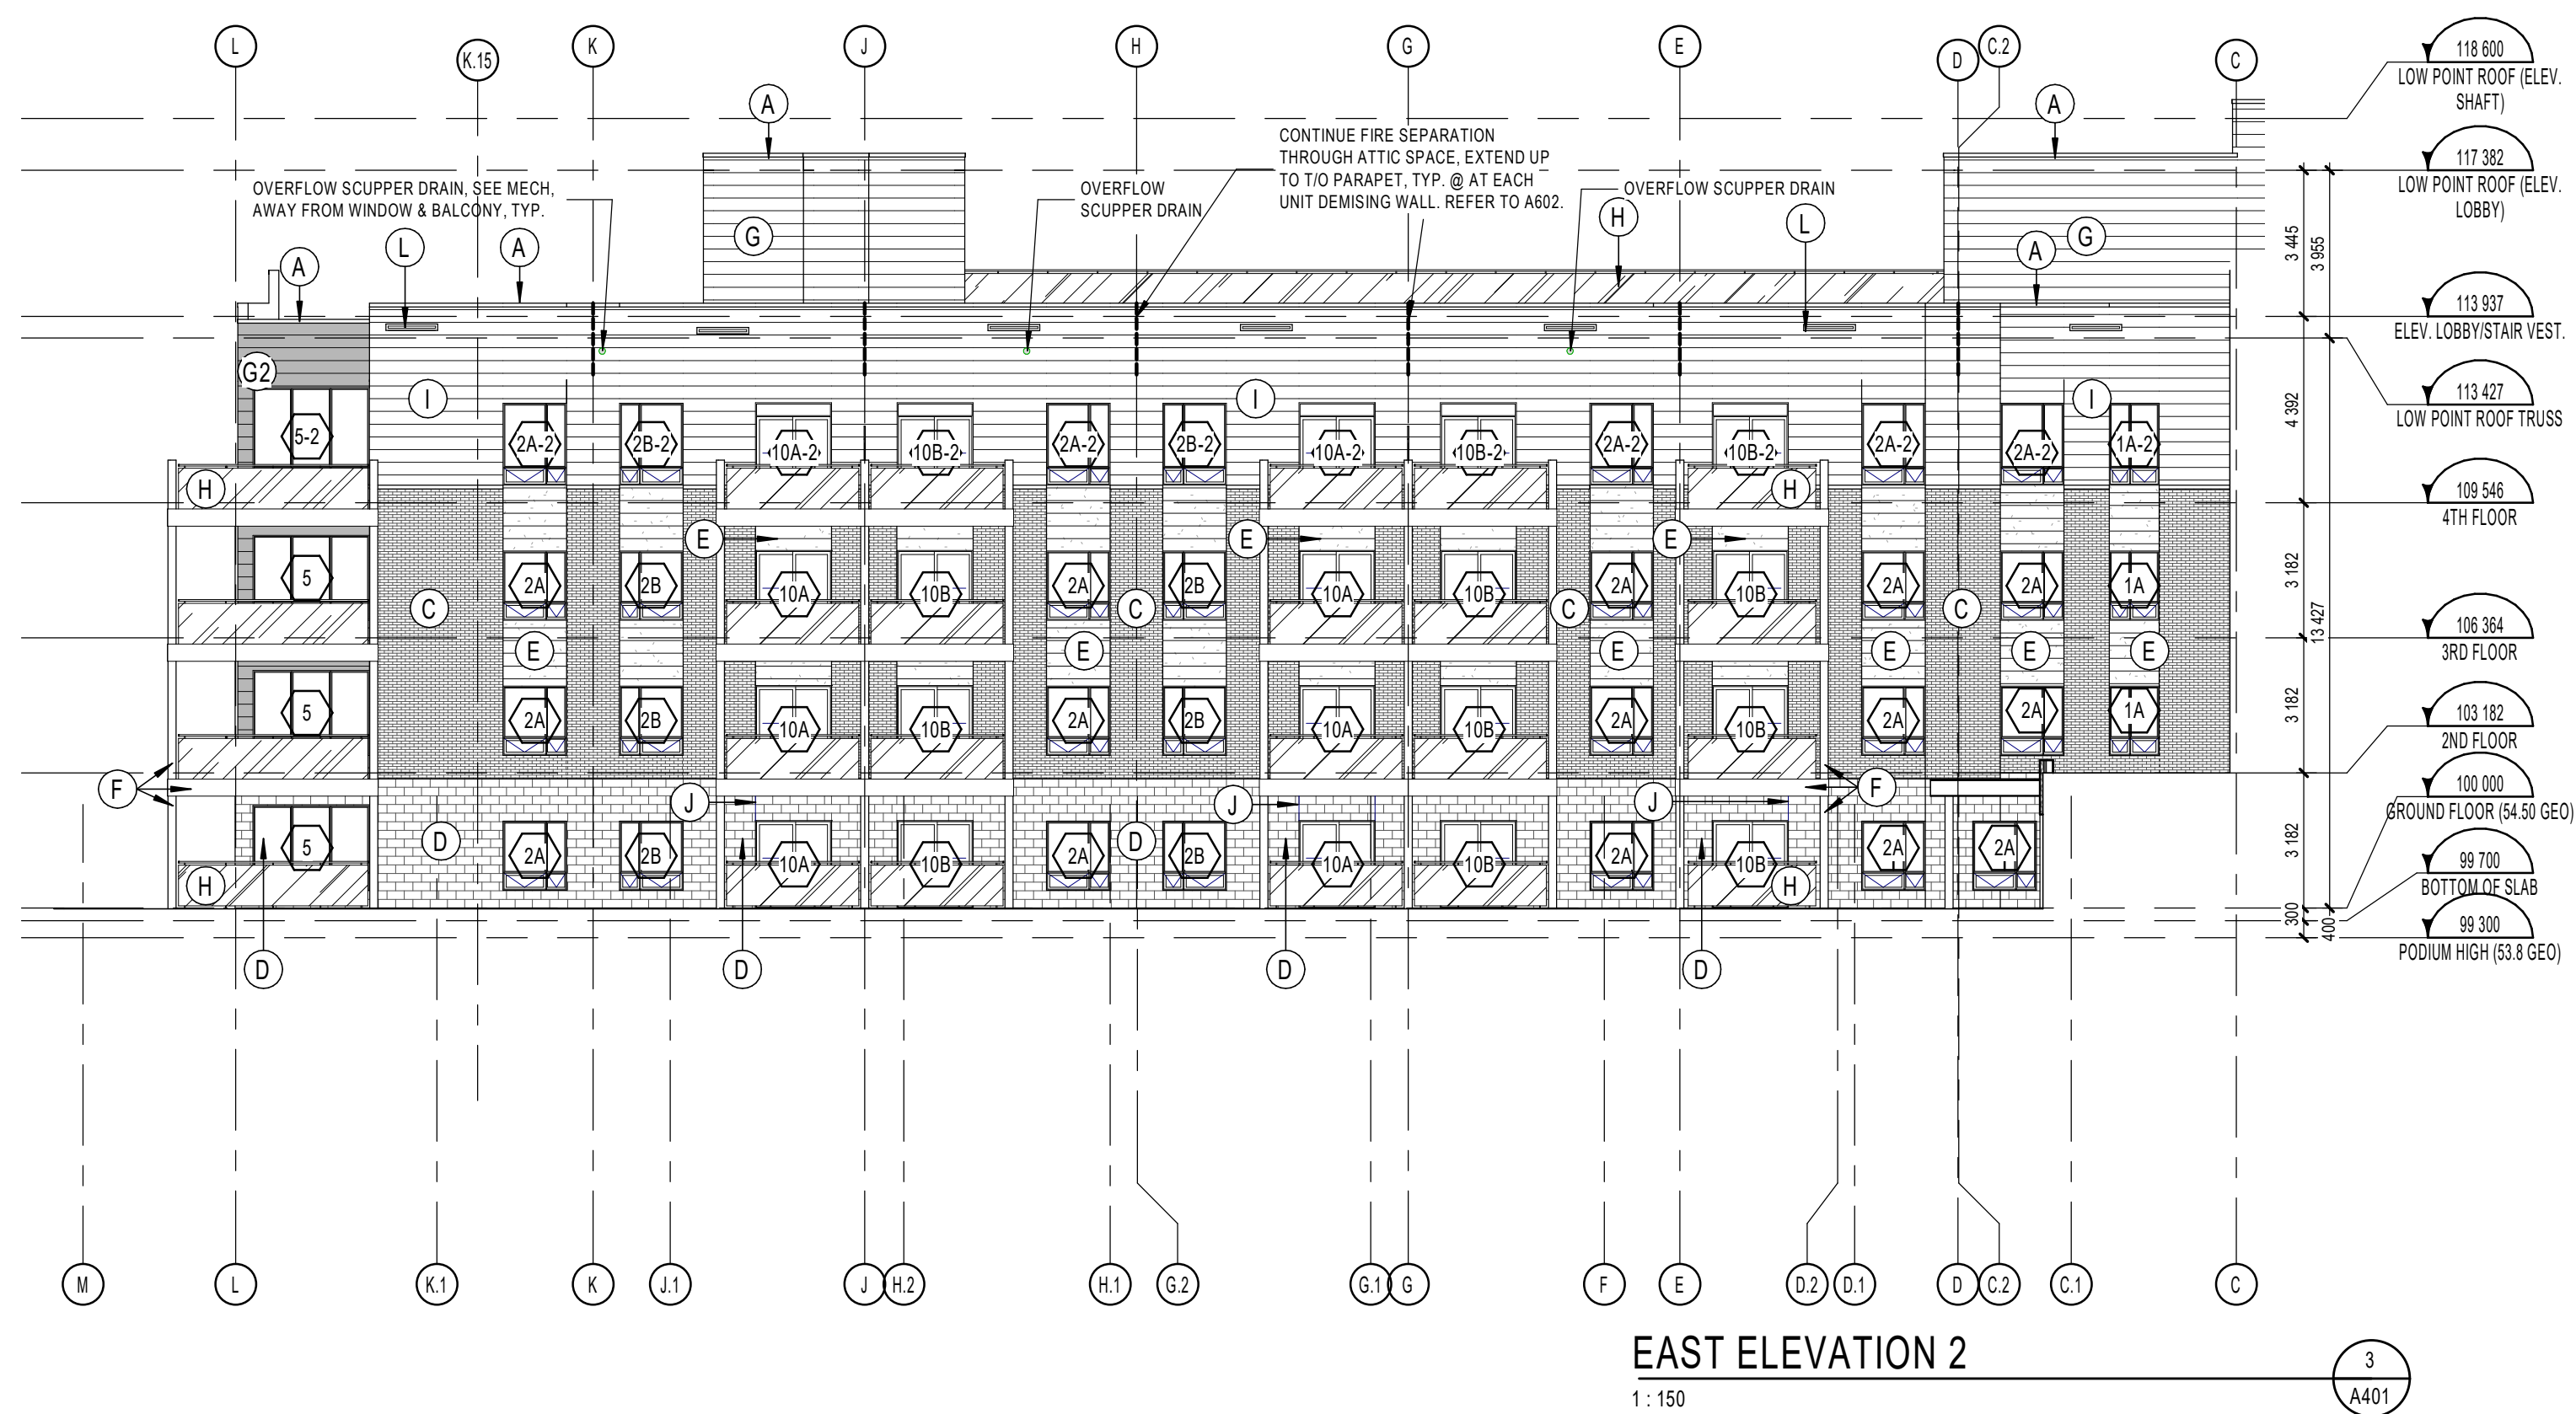 L K.15 K J H G E D C.2 C
118 600
LOW POINT ROOF (ELEV.
SHAFT)
A A
CONTINUE FIRE SEPARATION
THROUGH ATTIC SPACE, EXTEND UP
TO T/O PARAPET, TYP. @ AT EACH
UNIT DEMISING WALL. REFER TO A602.
117 382
LOW POINT ROOF (ELEV.
LOBBY)
OVERFLOW SCUPPER DRAIN, SEE MECH,
AWAY FROM WINDOW & BALCONY, TYP.
OVERFLOW
SCUPPER DRAIN
OVERFLOW SCUPPER DRAIN
H L
G G
A L A A
3 445
3 955
113 937
ELEV. LOBBY/STAIR VEST.
G2
I I I
113 427
LOW POINT ROOF TRUSS
4 392
5-2 2A-2 2B-2 10A-2 10B-2 2A-2 2B-2 10A-2 10B-2 2A-2 10B-2 2A-2 2A-2 1A-2
H H
109 546
4TH FLOOR
E E E
3 182
5 2A 2B 10A 10B 2A 2B 10A 10B 2A 10B 2A 2A 1A
C C C C
13 427
106 364
3RD FLOOR
E E E E E E
3 182
5 2A 2B 10A 10B 2A 2B 10A 10B 2A 10B 2A 2A 1A
103 182
2ND FLOOR
F J J J F
100 000
GROUND FLOOR (54.50 GEO)
3 182
D D
5 2A 2B 10A 10B 2A 2B 10A 10B 2A 10B 2A 2A
H H
99 700
BOTTOM OF SLAB
300
400
99 300
PODIUM HIGH (53.8 GEO)
D D D D
M L K.1 K J.1 J H.2 H.1 G.2 G.1 G F E D.2 D.1 D C.2 C.1 C
EAST ELEVATION 2
1 : 150
3
A401